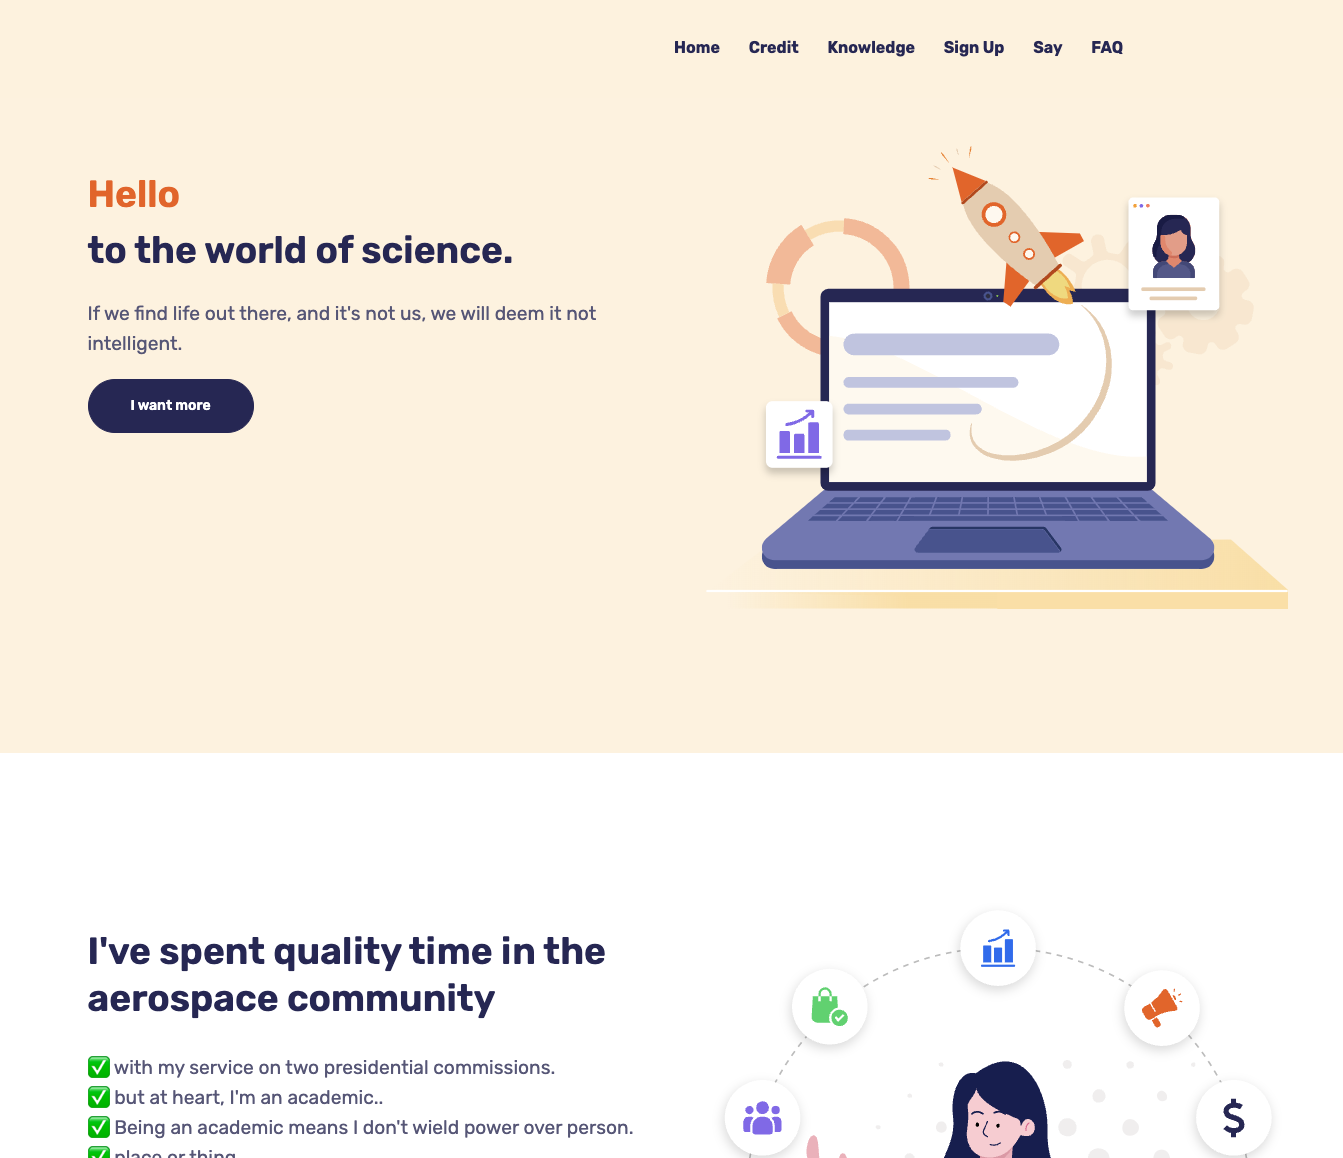 Home Credit Knowledge Sign Up Say FAQ
Hello
to the world of science.
If we find life out there, and it's not us, we will deem it not
intelligent.
I want more
I've spent quality time in the
aerospace community
✅ with my service on two presidential commissions.
✅ but at heart, I'm an academic..
✅ Being an academic means I don't wield power over person.
✅ place or thing